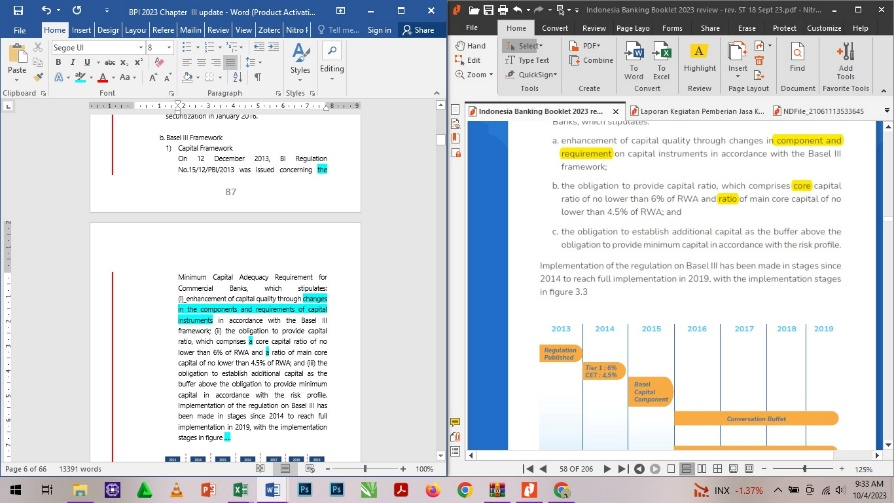 BPI 2023 Chapter III update - Word (Product Activati...
File Home Insert Design Layou Refere Mailin Review View Zoterc Nitro F Sign in Share
Paste
Segoe UI 8
Styles Editing
Clipboard Font Paragraph Styles
securitization in January 2016.
b. Basel III Framework
1) Capital Framework
On 12 December 2013, BI Regulation
No.15/12/PBI/2013 was issued concerning the
87
Minimum Capital Adequacy Requirement for
Commercial Banks, which stipulates:
(i) enhancement of capital quality through changes
in the components and requirements of capital
instruments in accordance with the Basel III
framework; (ii) the obligation to provide capital
ratio, which comprises a core capital ratio of no
lower than 6% of RWA and a ratio of main core
capital of no lower than 4.5% of RWA; and (iii) the
obligation to establish additional capital as the
buffer above the obligation to provide minimum
capital in accordance with the risk profile.
Implementation of the regulation on Basel III has
been made in stages since 2014 to reach full
implementation in 2019, with the implementation
stages in figure ...
Page 6 of 66 13391 words 100%
Indonesia Banking Booklet 2023 review - rev. ST 18 Sept 23.pdf - Nitr...
File Home Convert Review Page Layo Forms Share Erase Protect Customize Help
Hand
Edit
Zoom
Select
Type Text
QuickSign
Tools
To Word
To Excel
PDF
Combine
Create
Highlight
Review
Insert
Page Layout
Find
Document
Add Tools
Indonesia Banking Booklet 2023 re... Laporan Kegiatan Pemberian Jasa K... NDFile_21061113533645
Banks, which stipulates:
a. enhancement of capital quality through changes in component and
requirement on capital instruments in accordance with the Basel III
framework;
b. the obligation to provide capital ratio, which comprises core capital
ratio of no lower than 6% of RWA and ratio of main core capital of no
lower than 4.5% of RWA; and
c. the obligation to establish additional capital as the buffer above the
obligation to provide minimum capital in accordance with the risk profile.
Implementation of the regulation on Basel III has been made in stages since
2014 to reach full implementation in 2019, with the implementation stages
in figure 3.3
2013 2014 2015 2016 2017 2018 2019
Regulation
Published
Tier 1 : 6%
CET : 4,5%
Basel
Capital
Component
Conversation Buffet
58 OF 206 125%
INX -1.37% 9:33 AM
10/4/2023